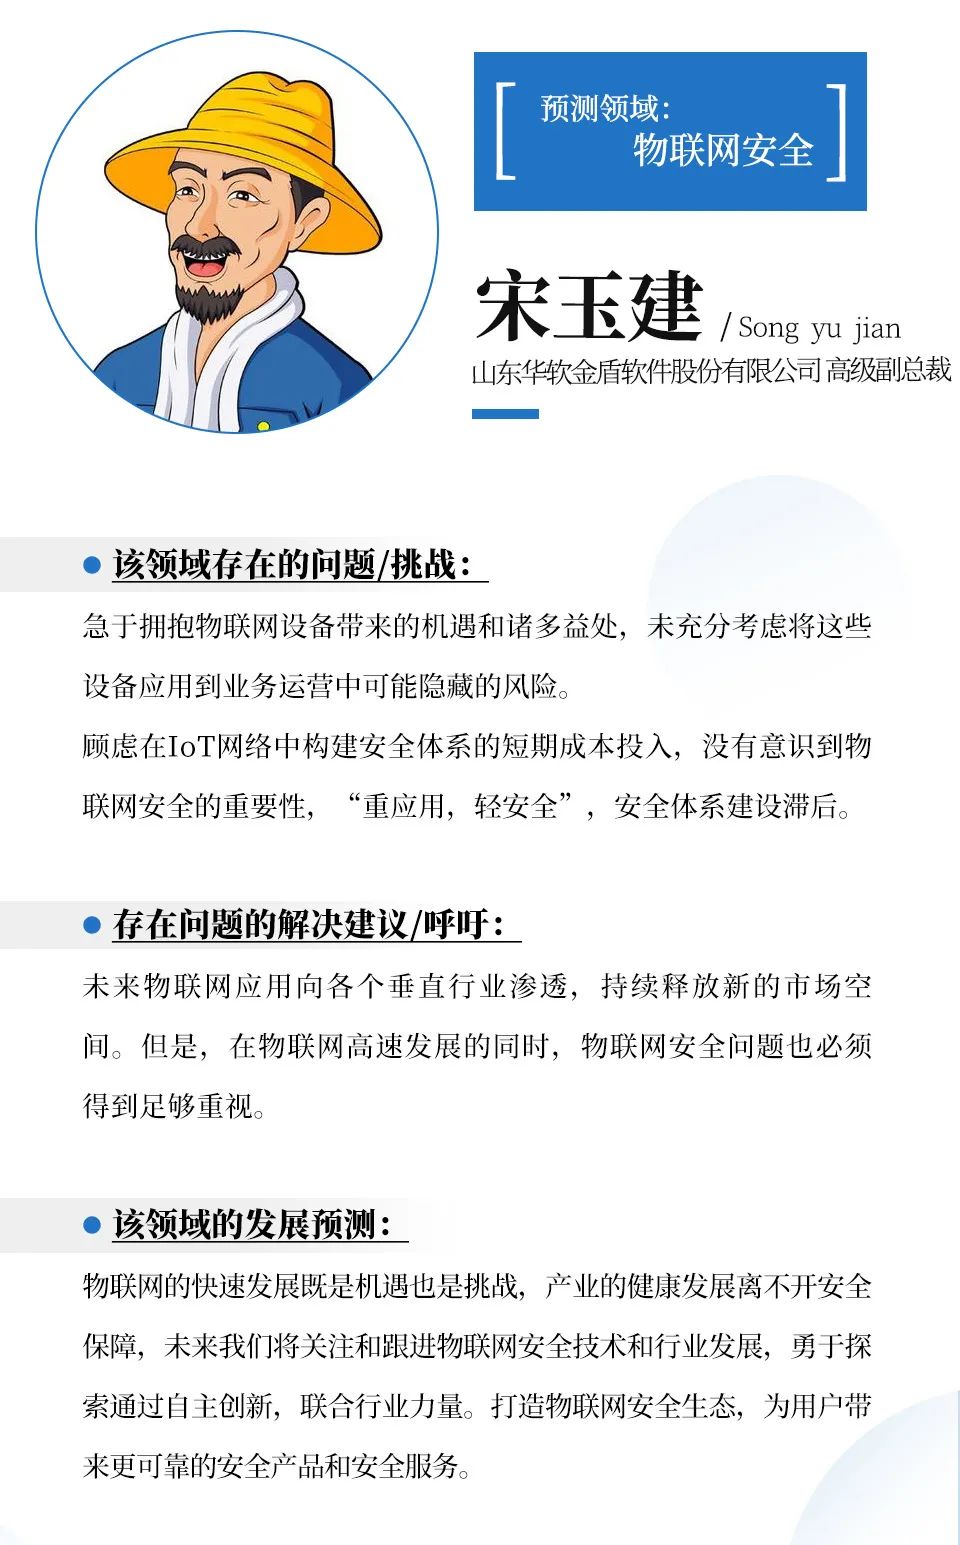 预测领域：
物联网安全
宋玉建 / Song yu jian
山东华软金盾软件股份有限公司 高级副总裁
该领域存在的问题/挑战：
急于拥抱物联网设备带来的机遇和诸多益处，未充分考虑将这些
设备应用到业务运营中可能隐藏的风险。
顾虑在IoT网络中构建安全体系的短期成本投入，没有意识到物
联网安全的重要性，“重应用，轻安全”，安全体系建设滞后。
存在问题的解决建议/呼吁：
未来物联网应用向各个垂直行业渗透，持续释放新的市场空
间。但是，在物联网高速发展的同时，物联网安全问题也必须
得到足够重视。
该领域的发展预测：
物联网的快速发展既是机遇也是挑战，产业的健康发展离不开安全
保障，未来我们将关注和跟进物联网安全技术和行业发展，勇于探
索通过自主创新，联合行业力量。打造物联网安全生态，为用户带
来更可靠的安全产品和安全服务。